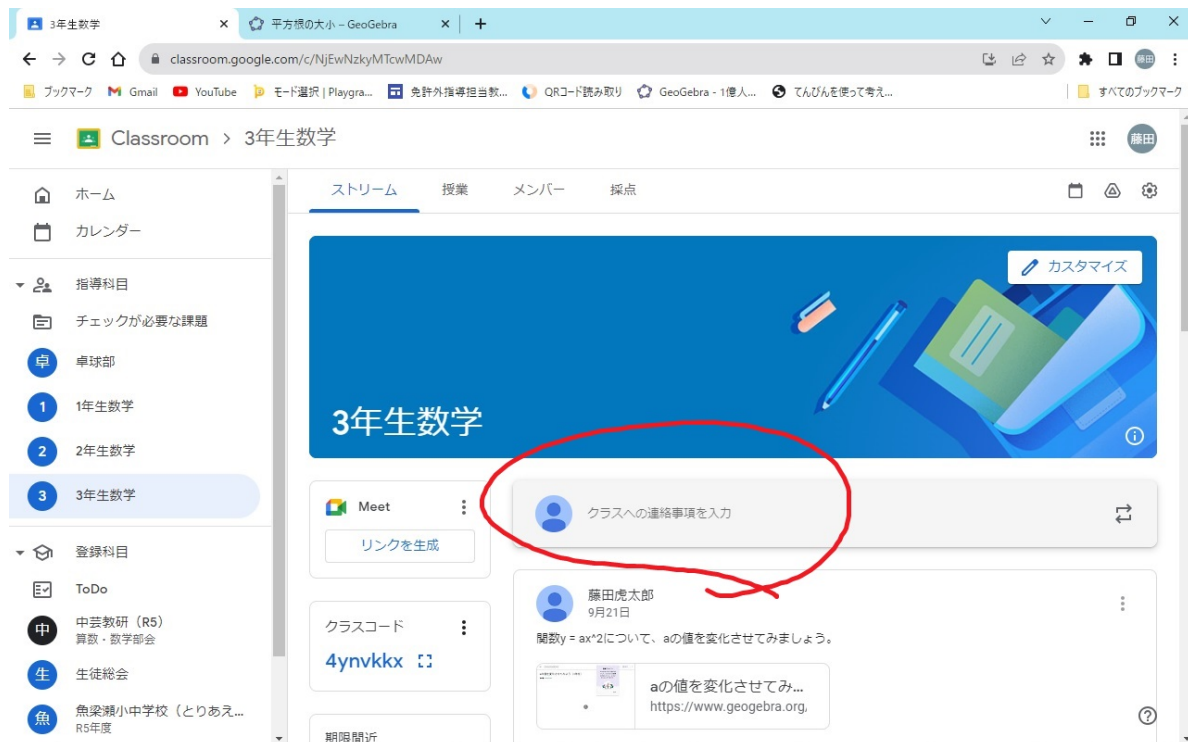 3年生数学
平方根の大小 – GeoGebra
classroom.google.com/c/NjEwNzkyMTcwMDAw
藤田
ブックマーク
Gmail
YouTube
モード選択 | Playgra...
免許外指導担当教...
QRコード読み取り
GeoGebra - 1億人...
てんびんを使って考え...
すべてのブックマーク
Classroom > 3年生数学
藤田
ホーム
カレンダー
指導科目
チェックが必要な課題
卓 卓球部
1 1年生数学
2 2年生数学
3 3年生数学
登録科目
ToDo
中 中芸教研（R5）
算数・数学部会
生 生徒総会
魚 魚梁瀬小中学校（とりあえ...
R5年度
ストリーム 授業 メンバー 採点
カスタマイズ
3年生数学
Meet
リンクを生成
クラスコード
4ynvkkx
期限間近
クラスへの連絡事項を入力
藤田虎太郎
9月21日
関数y = ax^2について、aの値を変化させてみましょう。
aの値を変化させてみ...
https://www.geogebra.org,